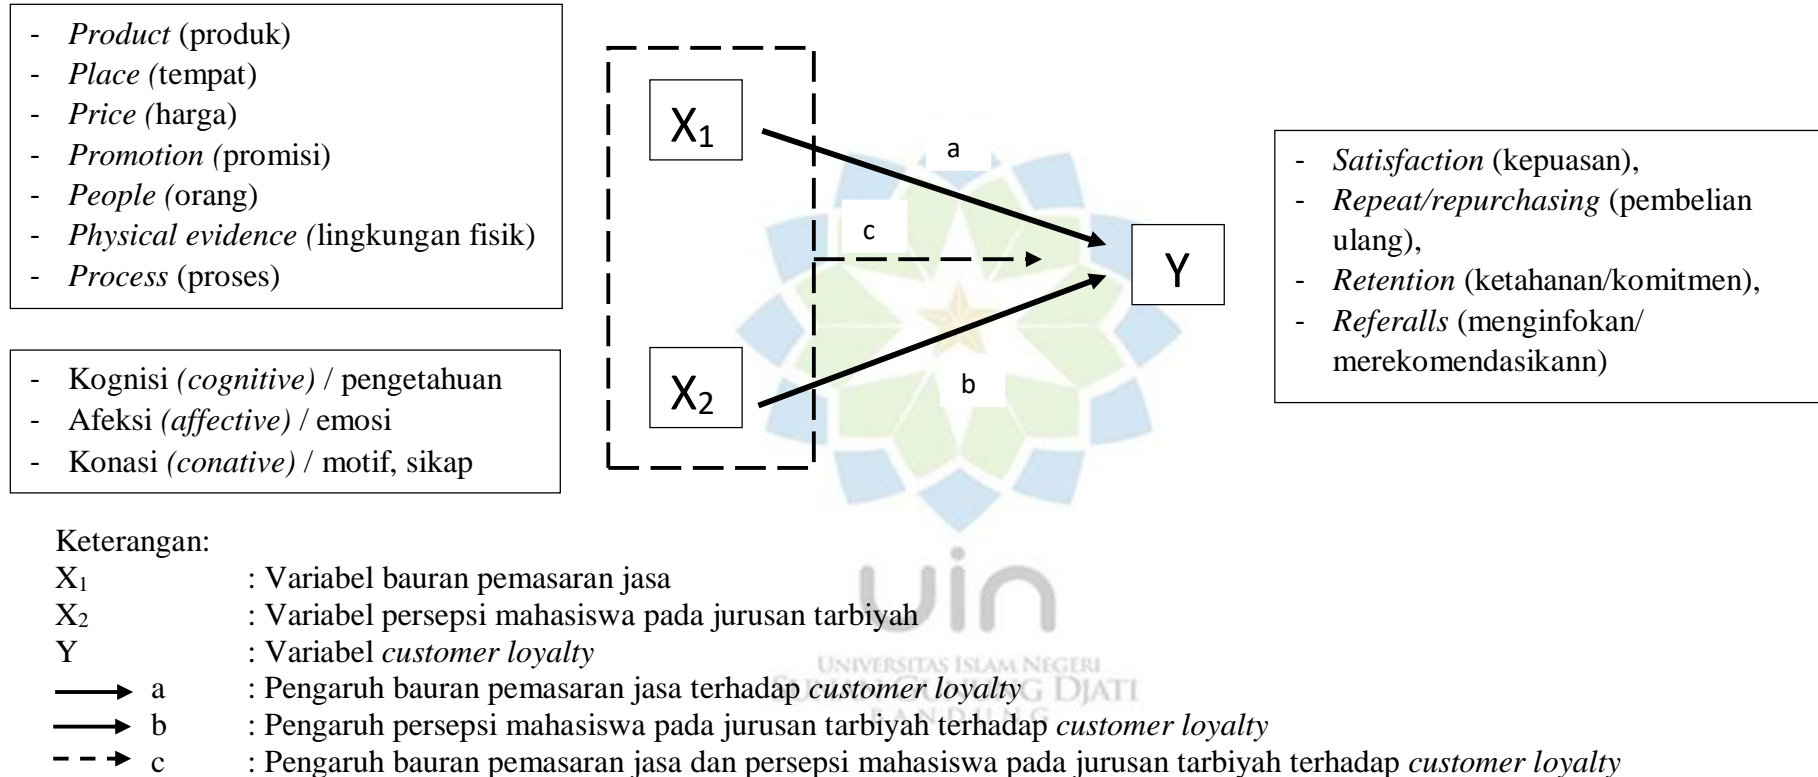 - Product (produk)
- Place (tempat)
- Price (harga)
- Promotion (promisi)
- People (orang)
- Physical evidence (lingkungan fisik)
- Process (proses)
- Kognisi (cognitive) / pengetahuan
- Afeksi (affective) / emosi
- Konasi (conative) / motif, sikap
X₁
X₂
a
c
b
Y
- Satisfaction (kepuasan),
- Repeat/repurchasing (pembelian
ulang),
- Retention (ketahanan/komitmen),
- Referalls (menginfokan/
merekomendasikann)
Keterangan:
X₁ : Variabel bauran pemasaran jasa
X₂ : Variabel persepsi mahasiswa pada jurusan tarbiyah
Y : Variabel customer loyalty
a : Pengaruh bauran pemasaran jasa terhadap customer loyalty
b : Pengaruh persepsi mahasiswa pada jurusan tarbiyah terhadap customer loyalty
c : Pengaruh bauran pemasaran jasa dan persepsi mahasiswa pada jurusan tarbiyah terhadap customer loyalty
uin
UNIVERSITAS ISLAM NEGERI
SUNAN GUNUNG DJATI
BANDUNG